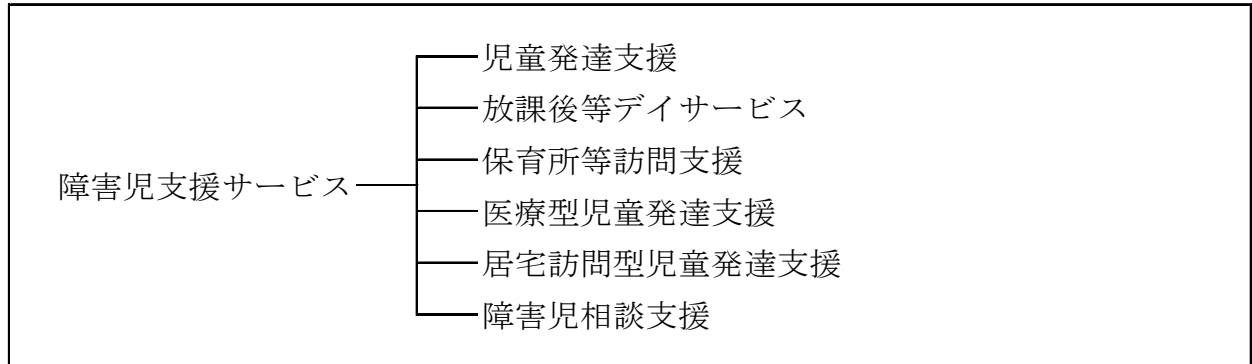 児童発達支援
放課後等デイサービス
保育所等訪問支援
障害児支援サービス
医療型児童発達支援
居宅訪問型児童発達支援
障害児相談支援